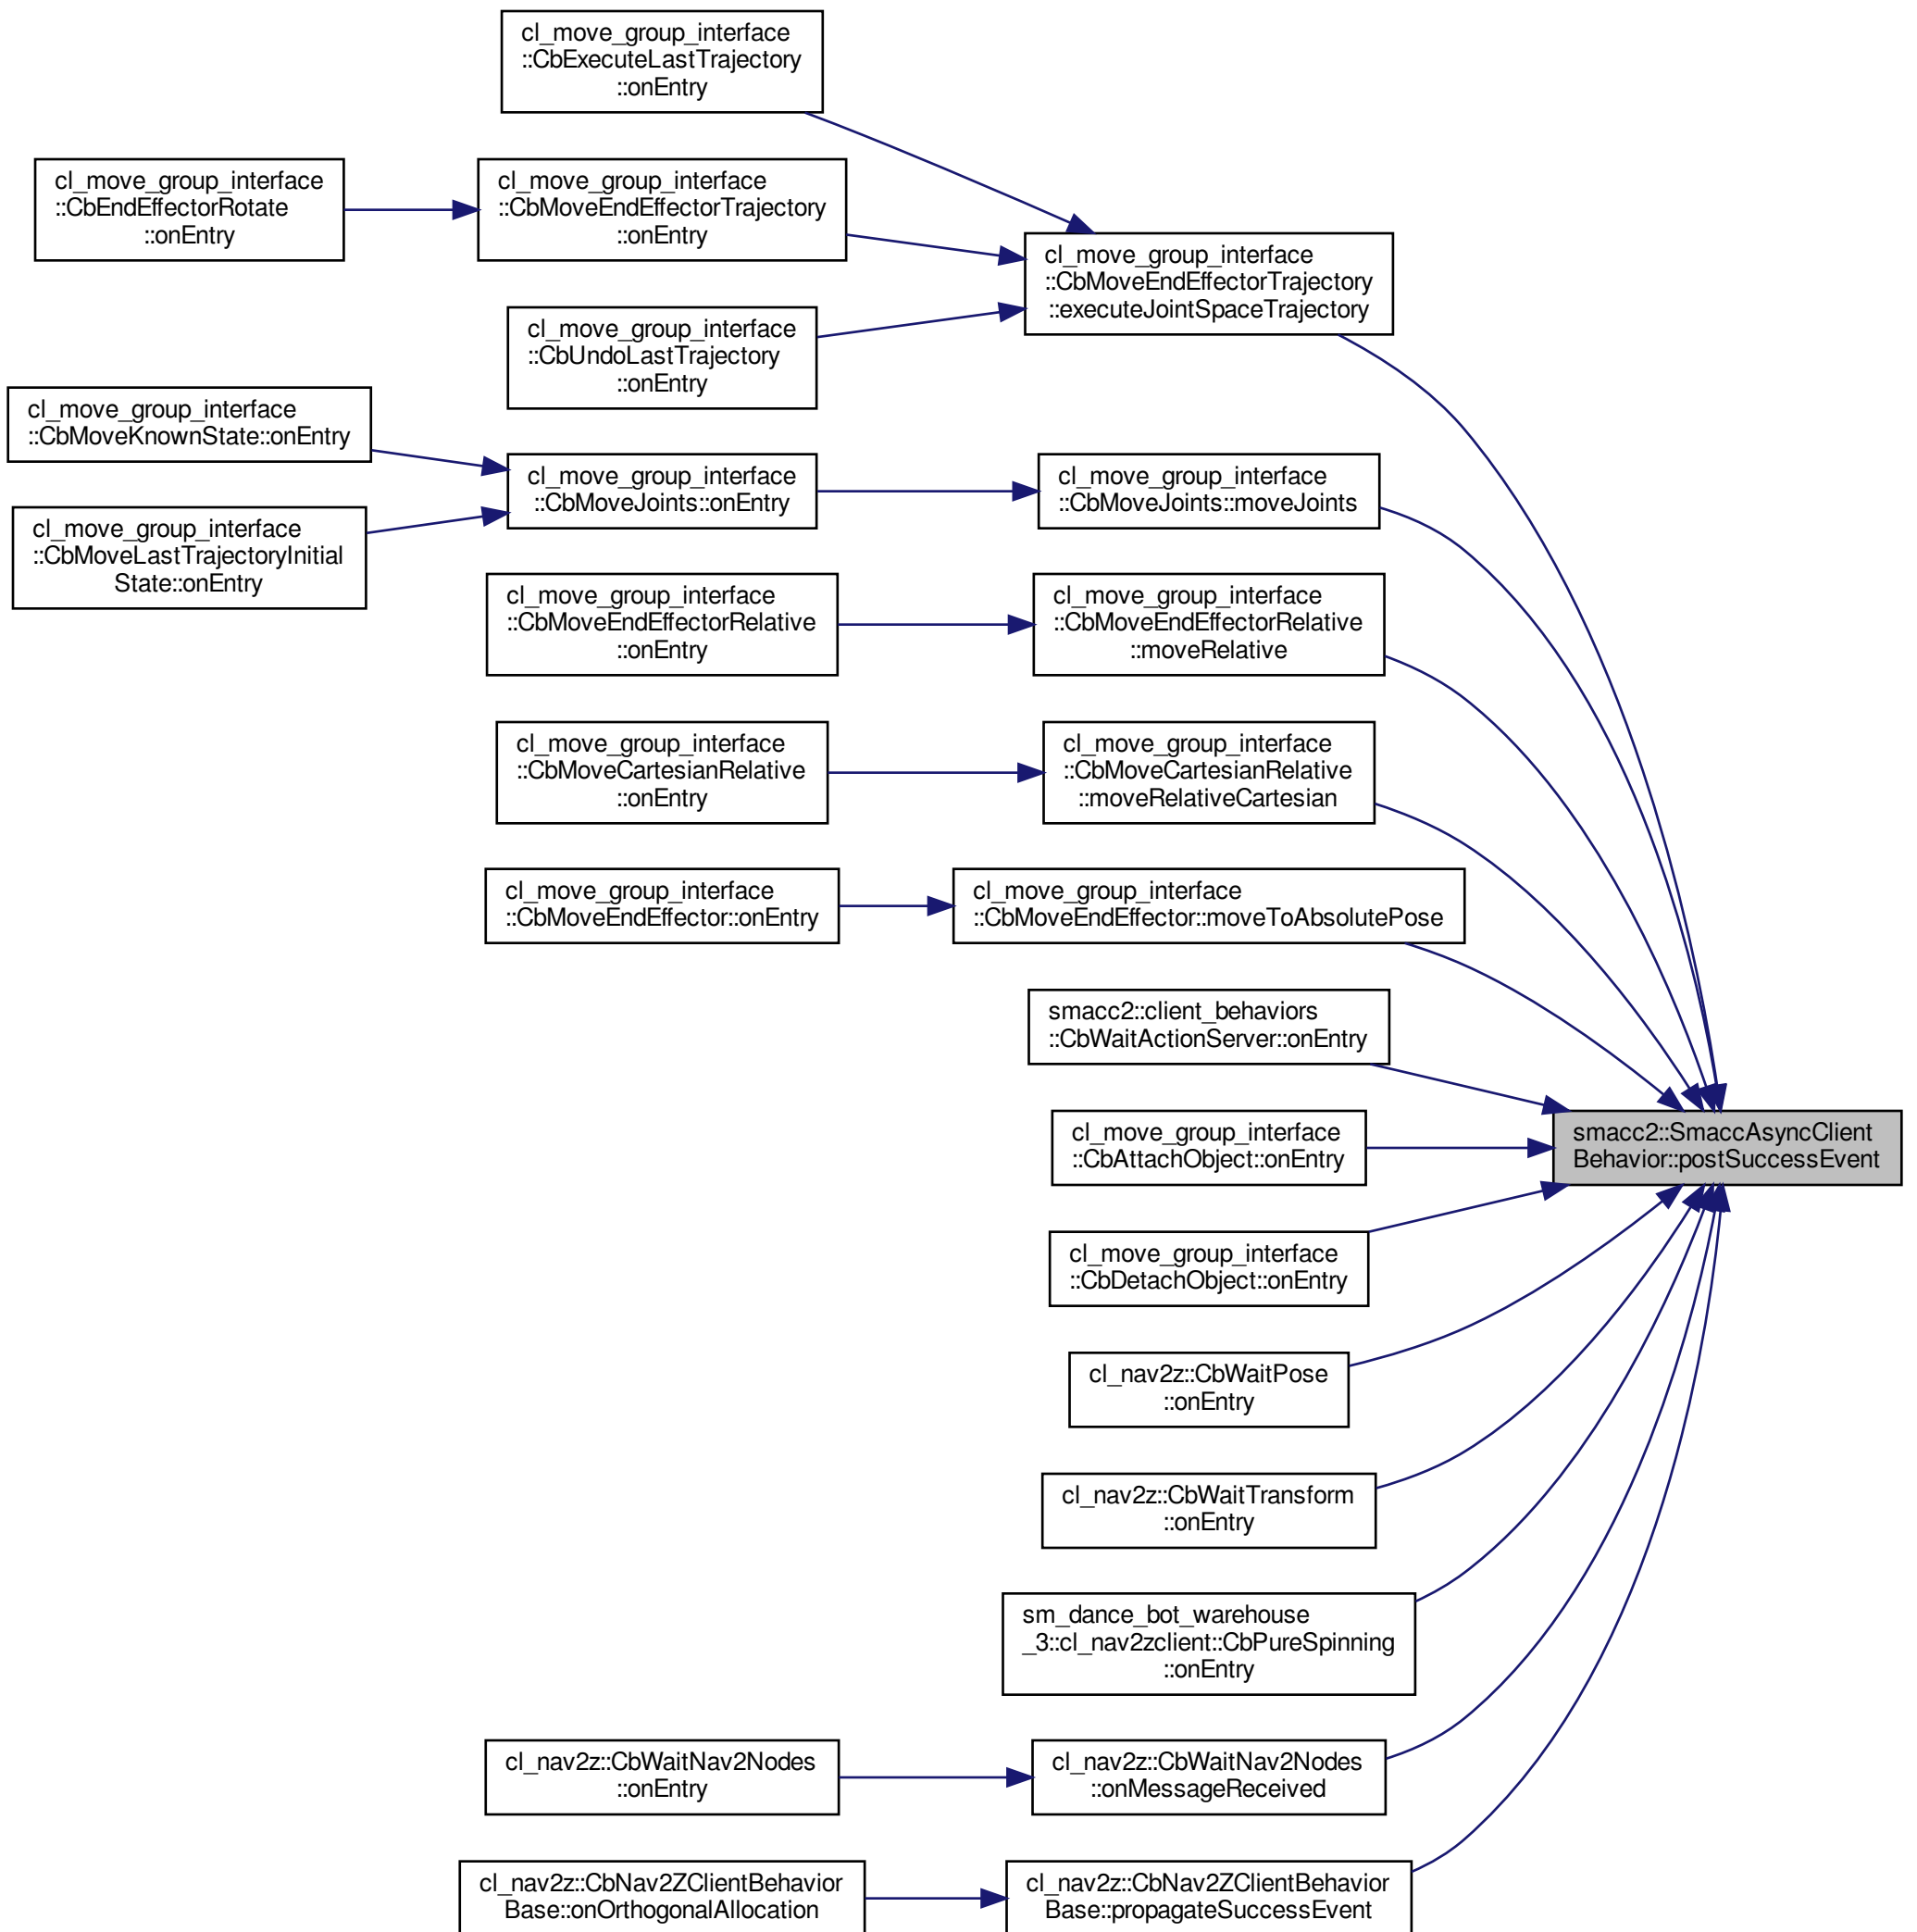 cl_move_group_interface
::CbExecuteLastTrajectory
::onEntry
cl_move_group_interface
::CbEndEffectorRotate
::onEntry
cl_move_group_interface
::CbMoveEndEffectorTrajectory
::onEntry
cl_move_group_interface
::CbMoveEndEffectorTrajectory
::executeJointSpaceTrajectory
cl_move_group_interface
::CbUndoLastTrajectory
::onEntry
cl_move_group_interface
::CbMoveKnownState::onEntry
cl_move_group_interface
::CbMoveJoints::onEntry
cl_move_group_interface
::CbMoveJoints::moveJoints
cl_move_group_interface
::CbMoveLastTrajectoryInitial
State::onEntry
cl_move_group_interface
::CbMoveEndEffectorRelative
::onEntry
cl_move_group_interface
::CbMoveEndEffectorRelative
::moveRelative
cl_move_group_interface
::CbMoveCartesianRelative
::onEntry
cl_move_group_interface
::CbMoveCartesianRelative
::moveRelativeCartesian
cl_move_group_interface
::CbMoveEndEffector::onEntry
cl_move_group_interface
::CbMoveEndEffector::moveToAbsolutePose
smacc2::client_behaviors
::CbWaitActionServer::onEntry
cl_move_group_interface
::CbAttachObject::onEntry
smacc2::SmaccAsyncClient
Behavior::postSuccessEvent
cl_move_group_interface
::CbDetachObject::onEntry
cl_nav2z::CbWaitPose
::onEntry
cl_nav2z::CbWaitTransform
::onEntry
sm_dance_bot_warehouse
_3::cl_nav2zclient::CbPureSpinning
::onEntry
cl_nav2z::CbWaitNav2Nodes
::onEntry
cl_nav2z::CbWaitNav2Nodes
::onMessageReceived
cl_nav2z::CbNav2ZClientBehavior
Base::onOrthogonalAllocation
cl_nav2z::CbNav2ZClientBehavior
Base::propagateSuccessEvent